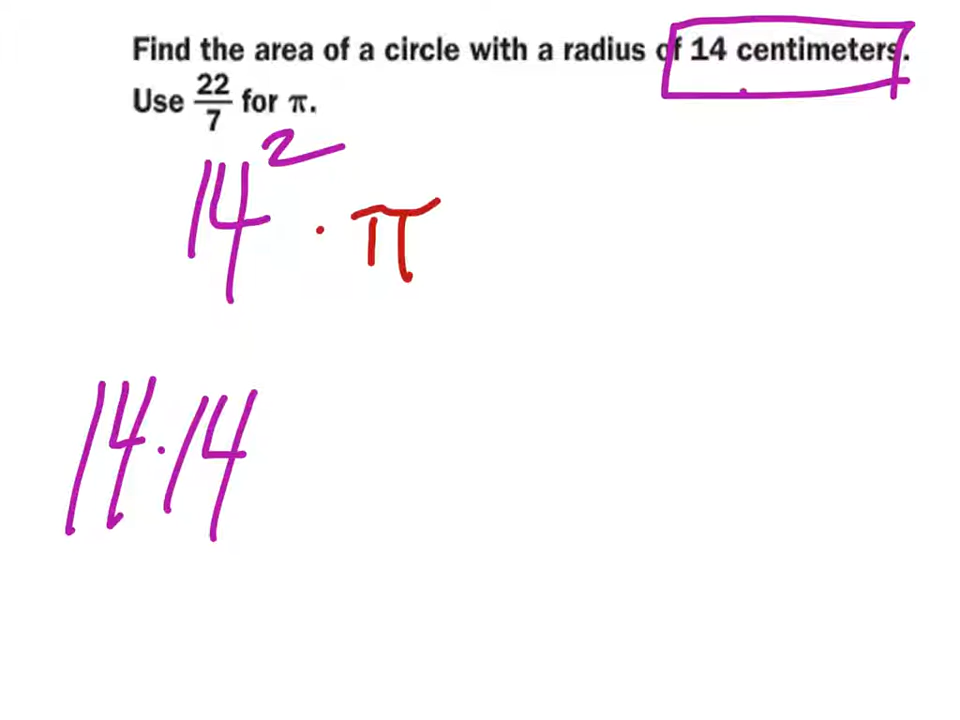 Find the area of a circle with a radius of 14 centimeters.
Use 22/7 for π.
14² · π
14 · 14